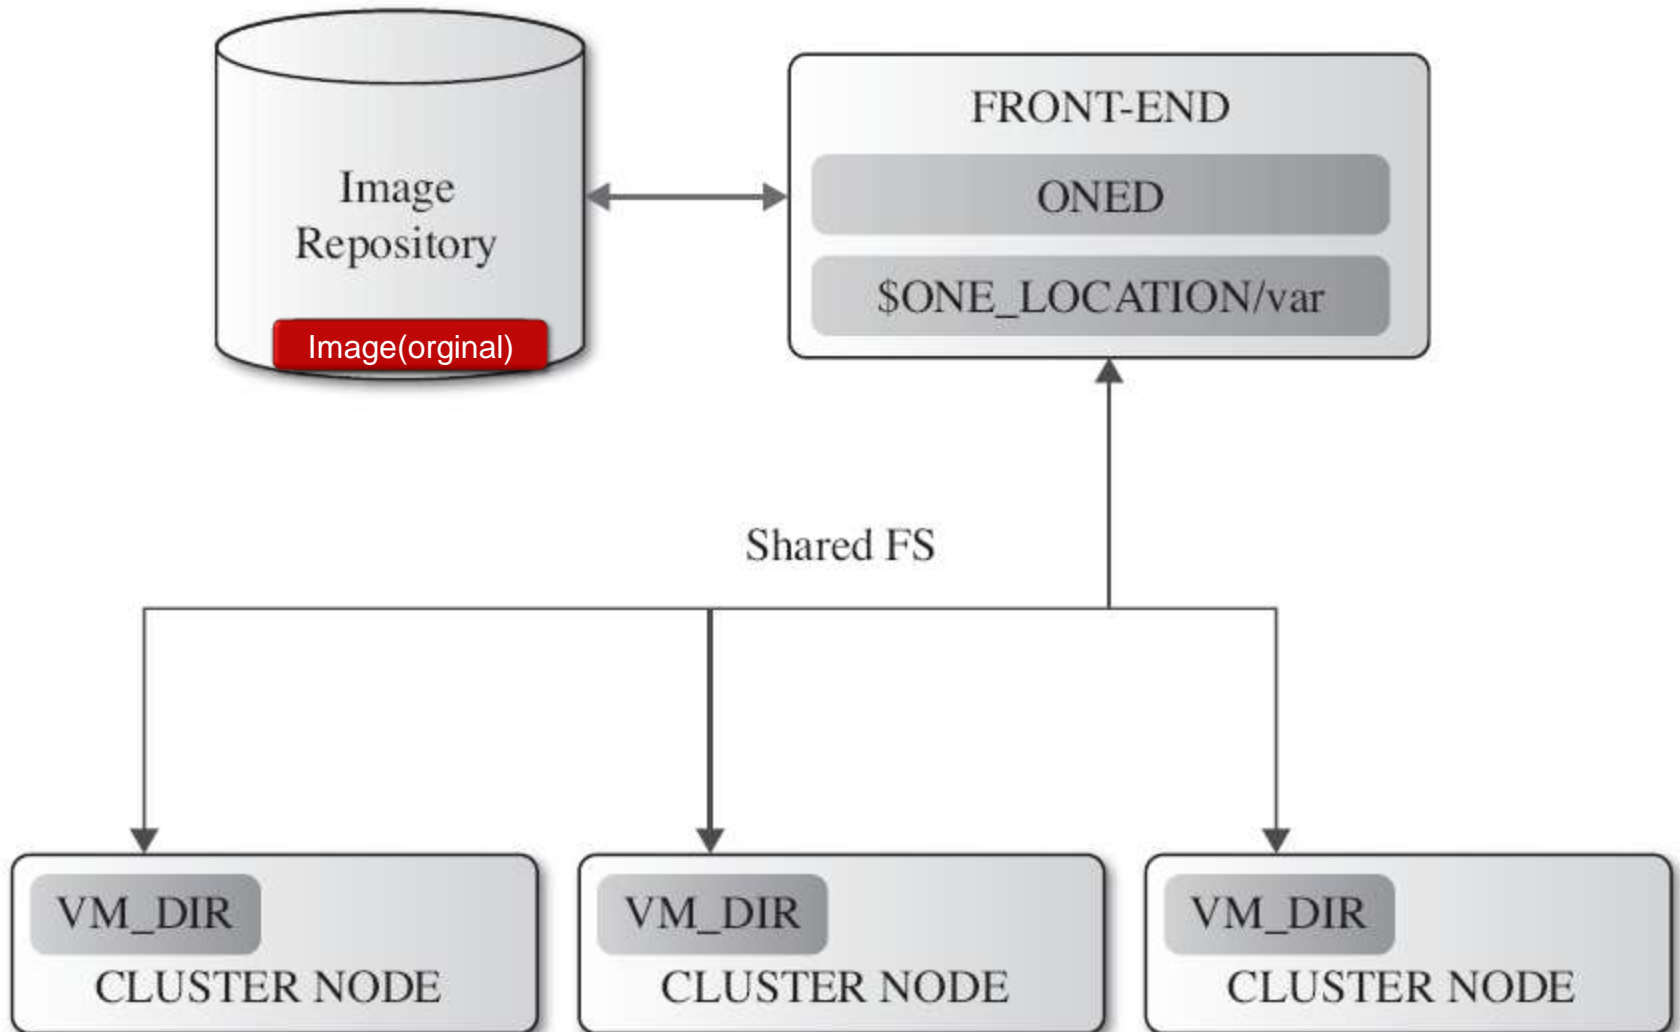 Image
Repository
Image(orginal)
FRONT-END
ONED
$ONE_LOCATION/var
Shared FS
VM_DIR
CLUSTER NODE
VM_DIR
CLUSTER NODE
VM_DIR
CLUSTER NODE